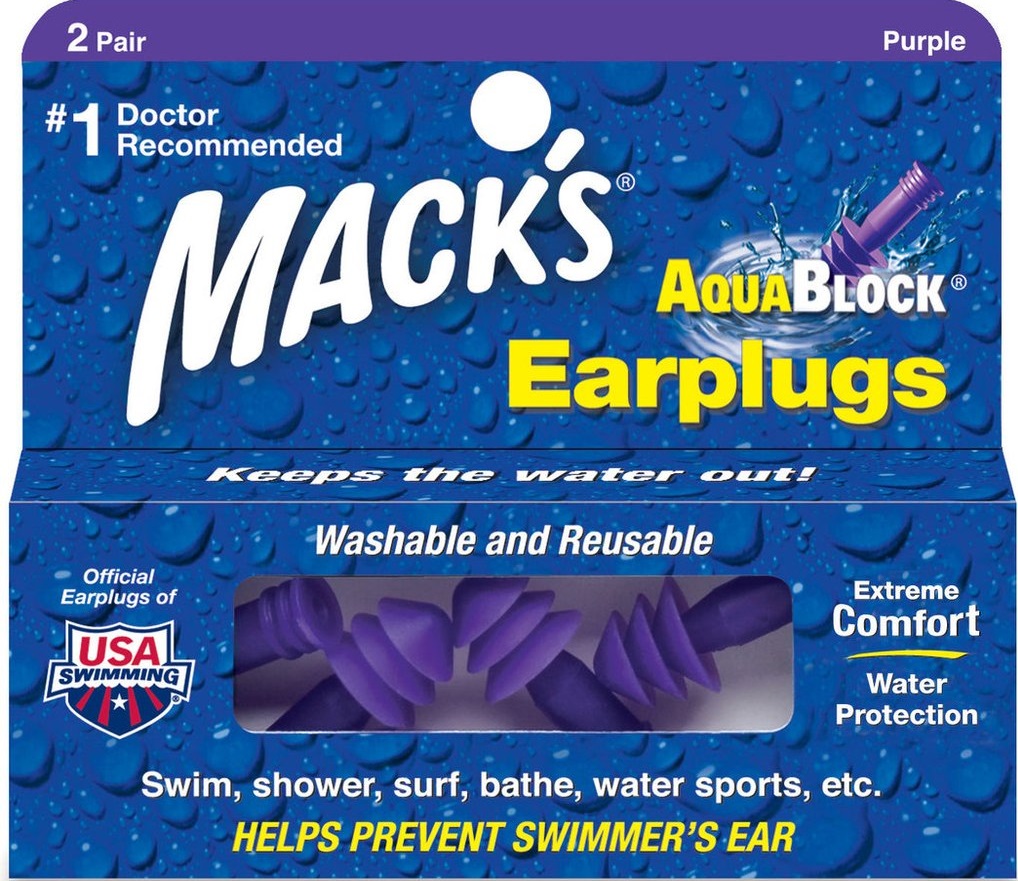 2 Pair
Purple
#1 Doctor
Recommended
MACK'S®
AQUABLOCK®
Earplugs
Keeps the water out!
Washable and Reusable
Official
Earplugs of
USA
SWIMMING®
Extreme
Comfort
Water
Protection
Swim, shower, surf, bathe, water sports, etc.
HELPS PREVENT SWIMMER'S EAR